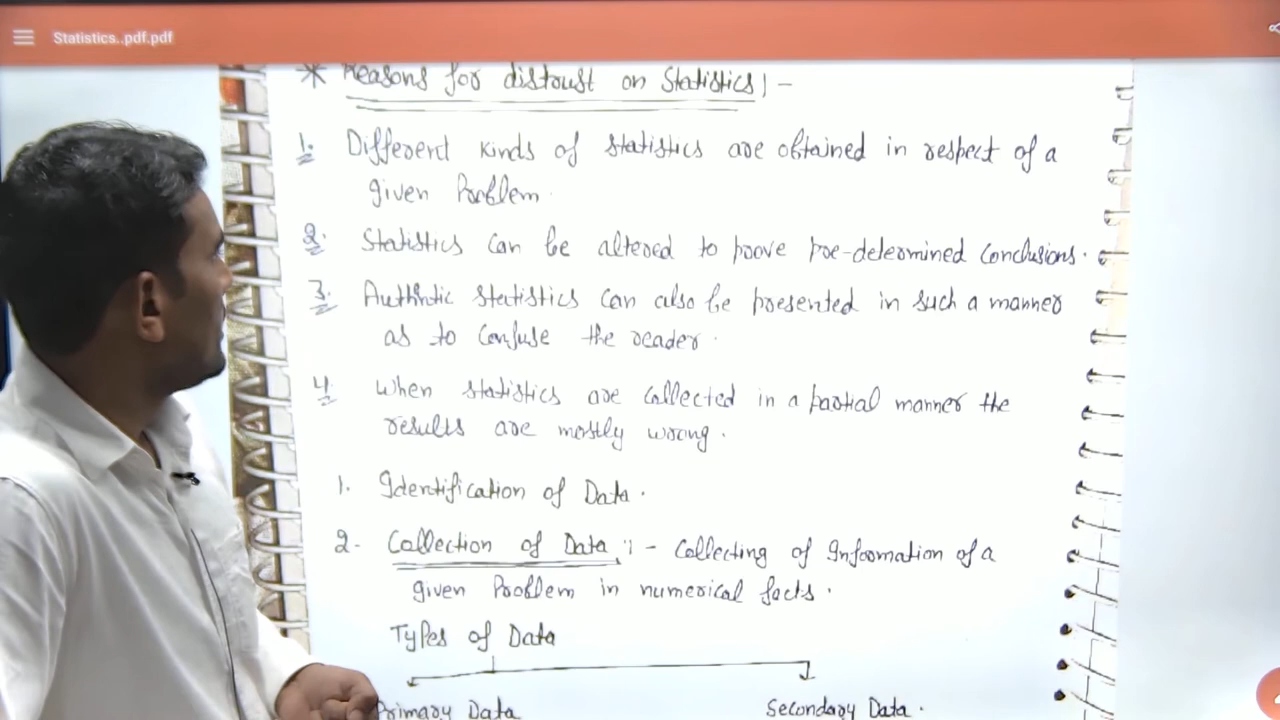 Statistics..pdf.pdf
* Reasons for distrust on Statistics :-
1. Different kinds of statistics are obtained in respect of a
given Problem.
2. Statistics can be altered to prove pre-determined conclusions.
3. Authntic statistics can also be presented in such a manner
as to confuse the reader.
4. When statistics are collected in a partial manner the
results are mostly wrong.
1. Identification of Data.
2. Collection of Data :- Collecting of Information of a
given Problem in numerical facts.
Types of Data
Primary Data Secondary Data.